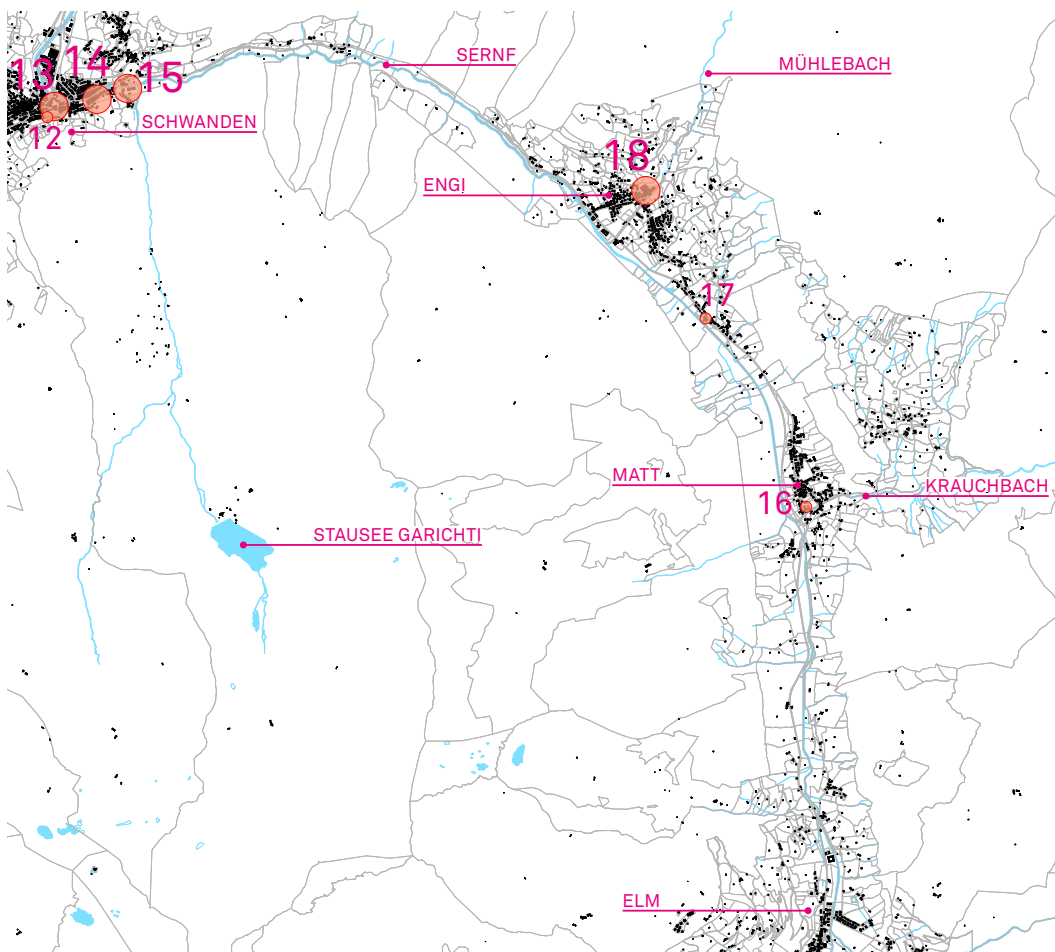 SERNF
MÜHLEBACH
13
14
15
12
SCHWANDEN
18
ENGI
17
MATT
KRAUCHBACH
16
STAUSEE GARICHTI
ELM